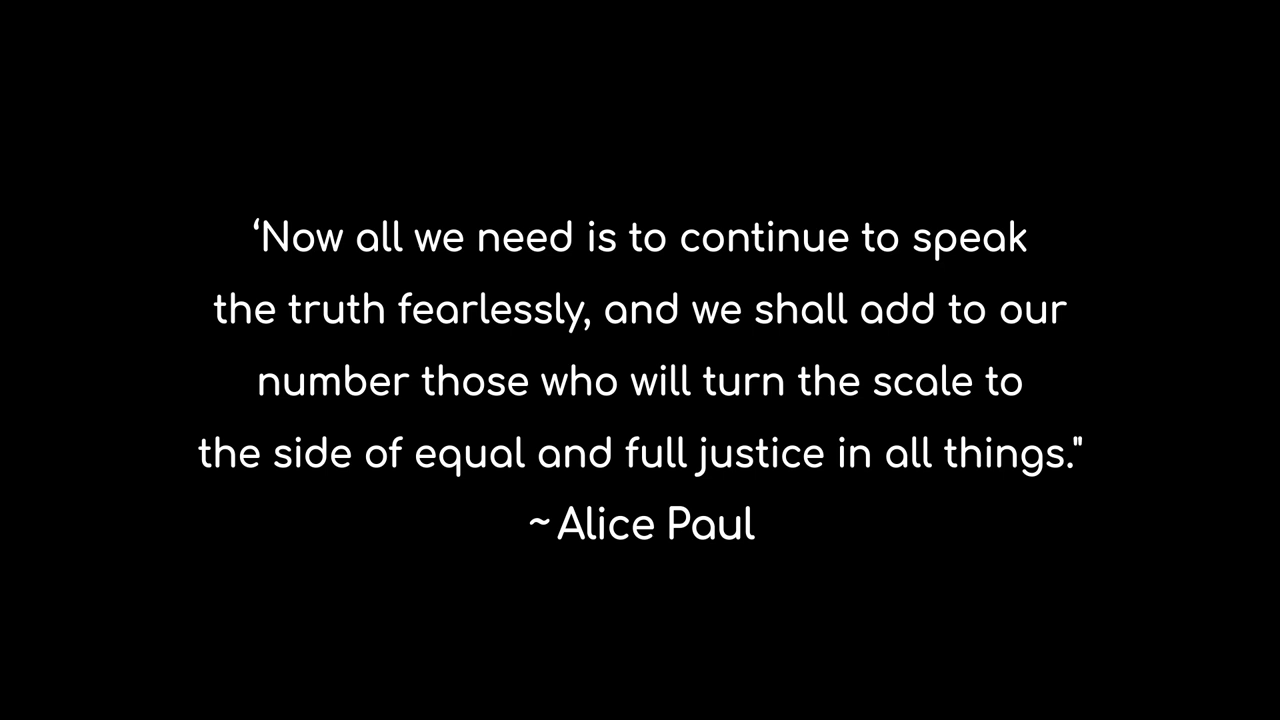 ‘Now all we need is to continue to speak
the truth fearlessly, and we shall add to our
number those who will turn the scale to
the side of equal and full justice in all things."
~ Alice Paul